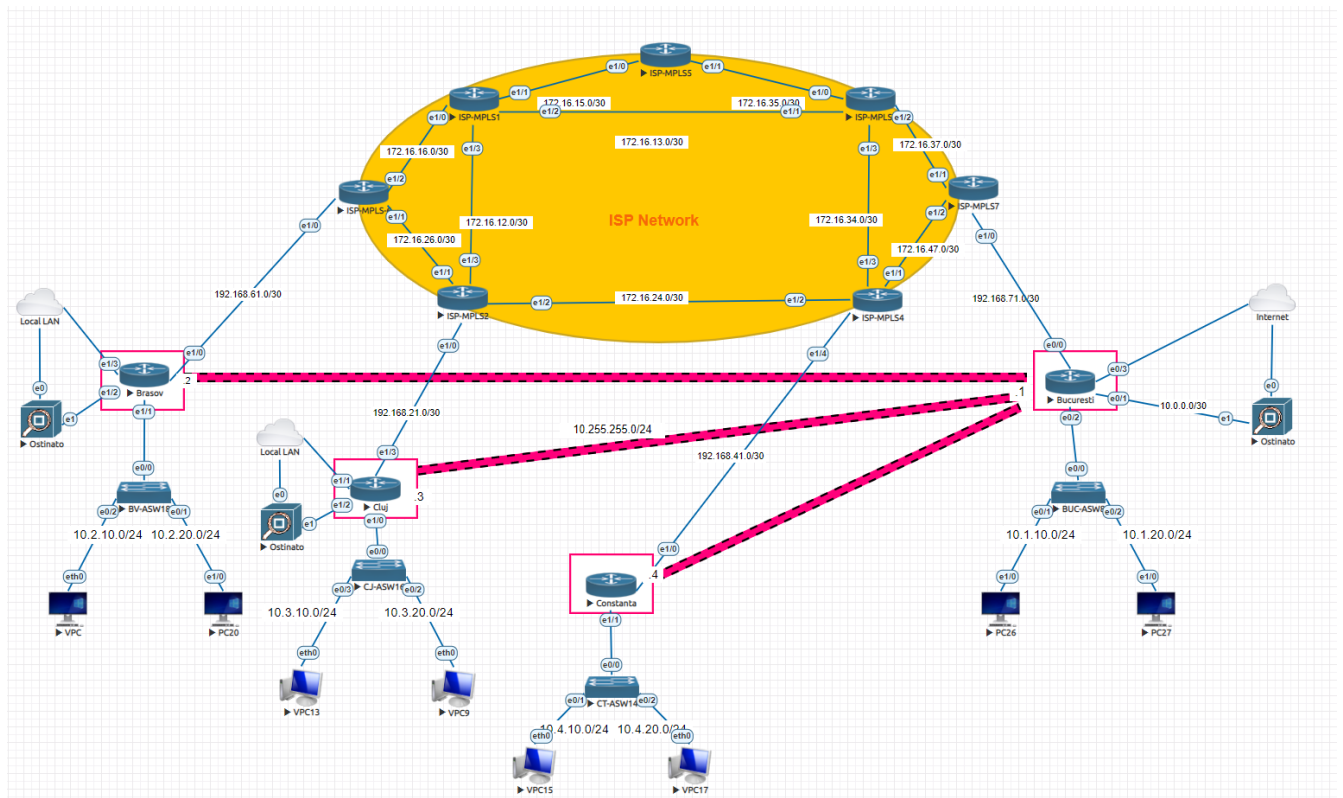 e1/0
ISP-MPLS5
e1/1
e1/1
172.16.15.0/30
172.16.35.0/30
e1/0
e1/0
ISP-MPLS1
e1/2
e1/1
ISP-MPLS
e1/2
172.16.16.0/30
e1/3
172.16.13.0/30
e1/3
172.16.37.0/30
e1/2
e1/1
ISP-MPLS
e1/0
e1/1
172.16.26.0/30
172.16.12.0/30
ISP Network
172.16.34.0/30
e1/2
ISP-MPLS7
e1/0
172.16.47.0/30
e1/1
e1/3
e1/3
e1/1
192.168.61.0/30
e1/2
172.16.24.0/30
e1/2
192.168.71.0/30
ISP-MPLS2
ISP-MPLS4
Local LAN
Internet
e1/0
e1/0
e1/4
e0/0
e1/3
e0/3
.2
.1
e0
e1/2
Brasov
Bucuresti
e0/1
e0
e1
e1/1
192.168.21.0/30
10.0.0.0/30
e1
e0/2
Ostinato
10.255.255.0/24
Ostinato
Local LAN
e1/3
192.168.41.0/30
e0/0
e1/1
e0/0
e0
.3
BV-ASW18
e1/2
Cluj
BUC-ASW8
e0/2
e0/1
e1
e1/0
e0/1
e0/2
10.2.10.0/24
10.2.20.0/24
Ostinato
10.1.10.0/24
10.1.20.0/24
e0/0
e1/0
eth0
e1/0
.4
e1/0
e1/0
CJ-ASW16
e0/3
e0/2
Constanta
10.3.10.0/24
10.3.20.0/24
e1/1
VPC
PC20
PC26
PC27
eth0
eth0
e0/0
VPC13
VPC9
e0/1
CT-ASW14
e0/2
10.4.10.0/24
10.4.20.0/24
eth0
eth0
VPC15
VPC17